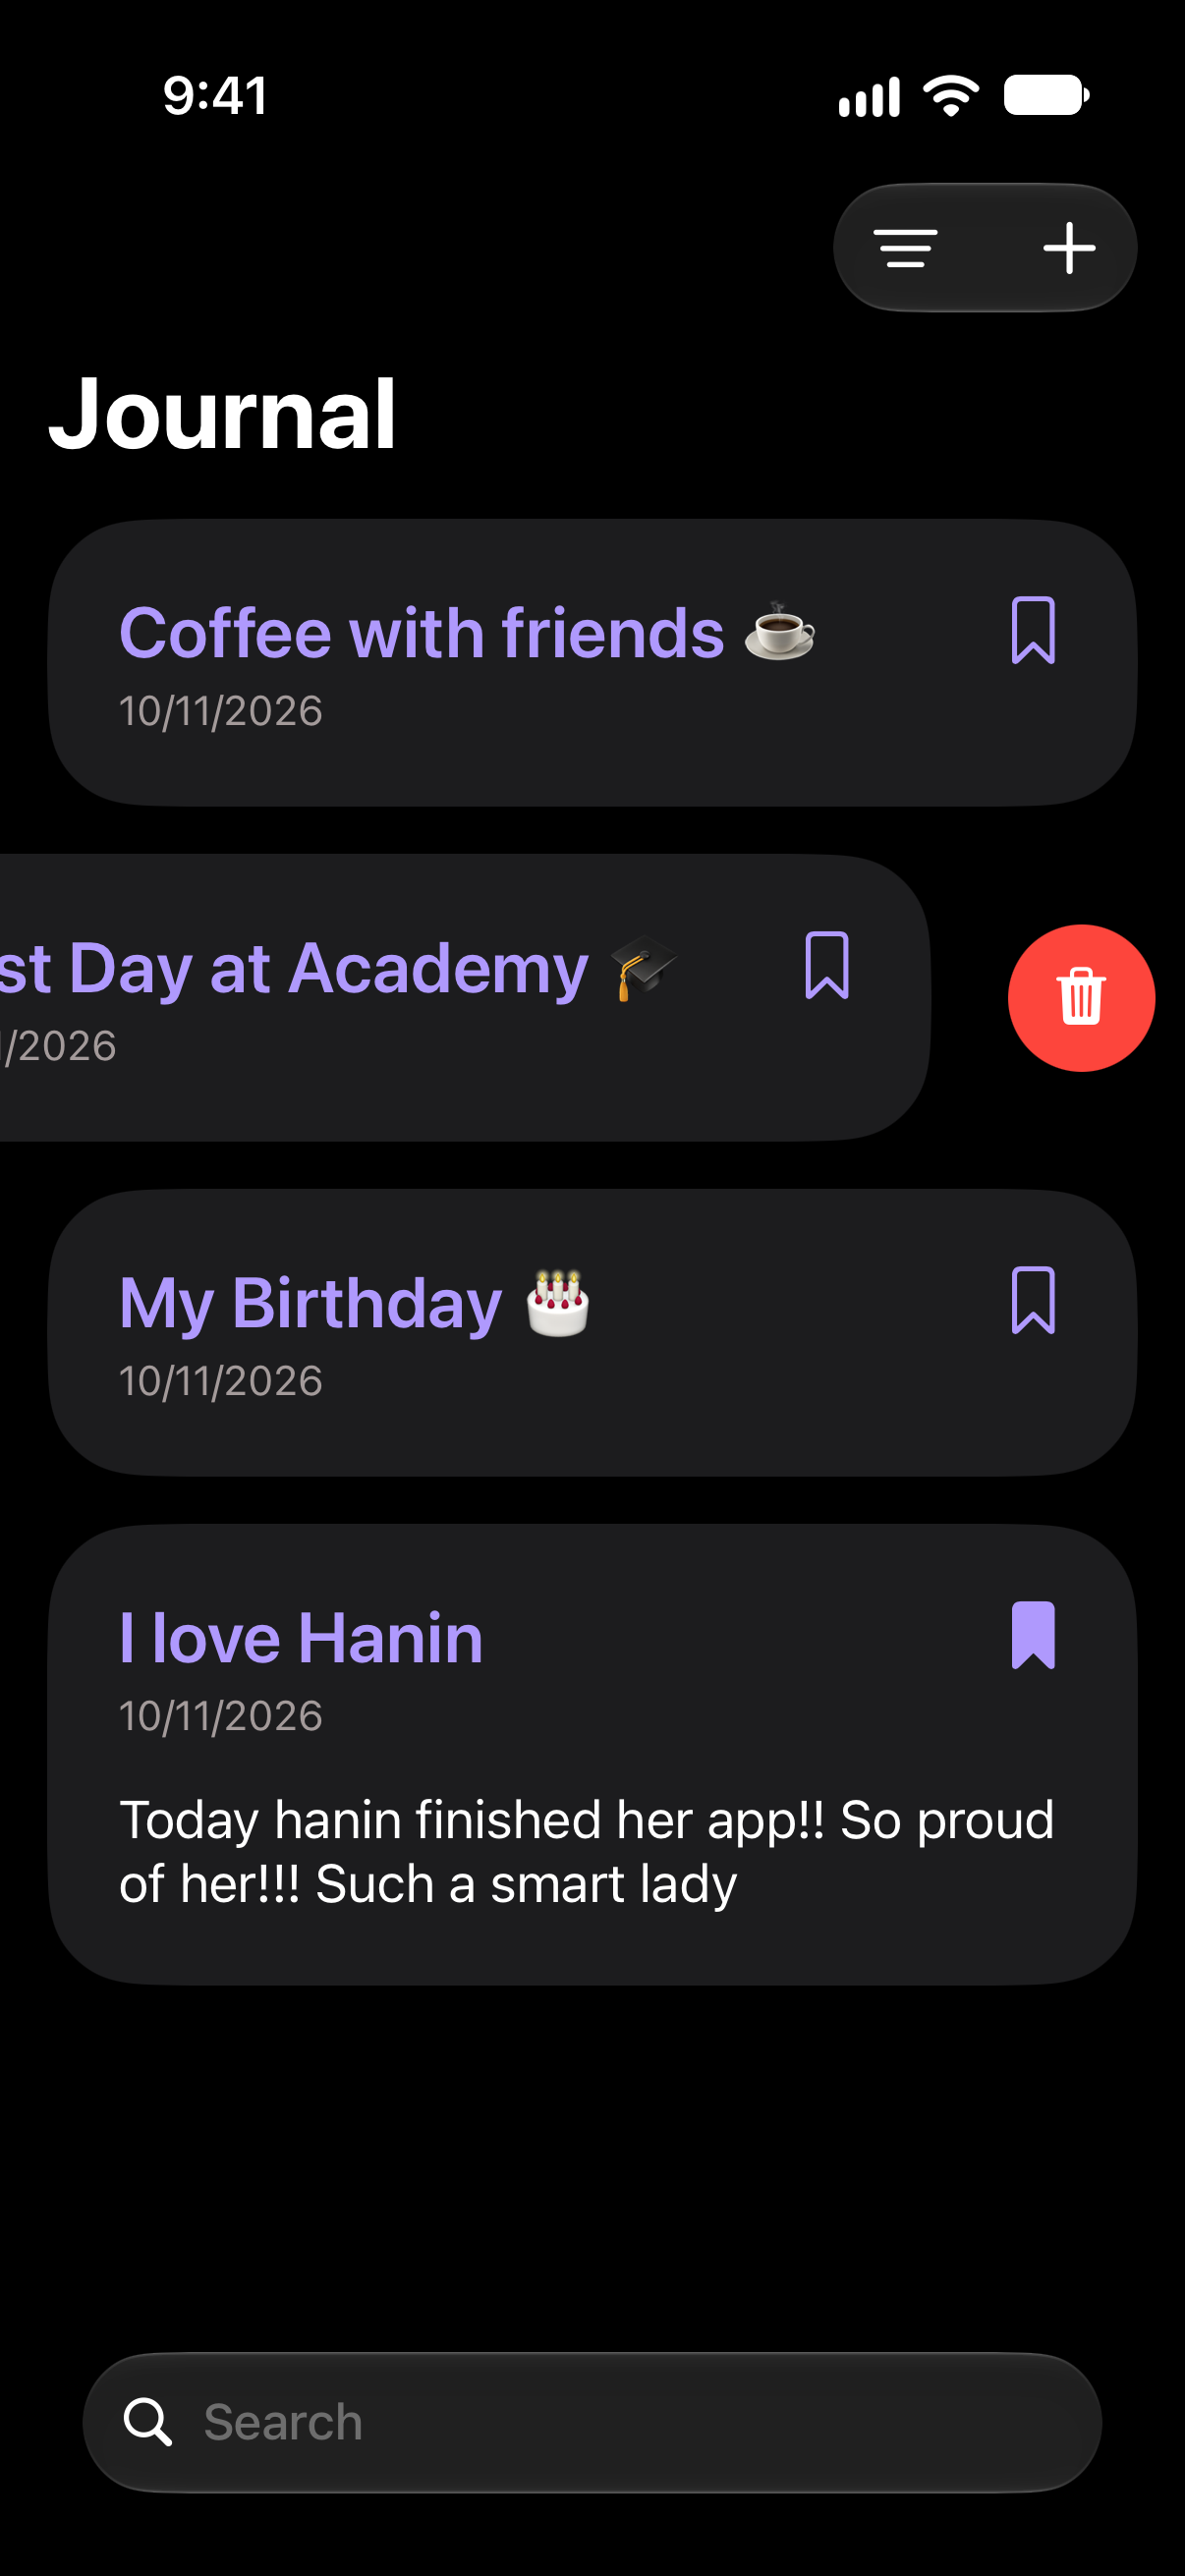 9:41
Journal
Coffee with friends ☕
10/11/2026
st Day at Academy 🎓
/2026
My Birthday 🎂
10/11/2026
I love Hanin
10/11/2026
Today hanin finished her app!! So proud
of her!!! Such a smart lady
Search